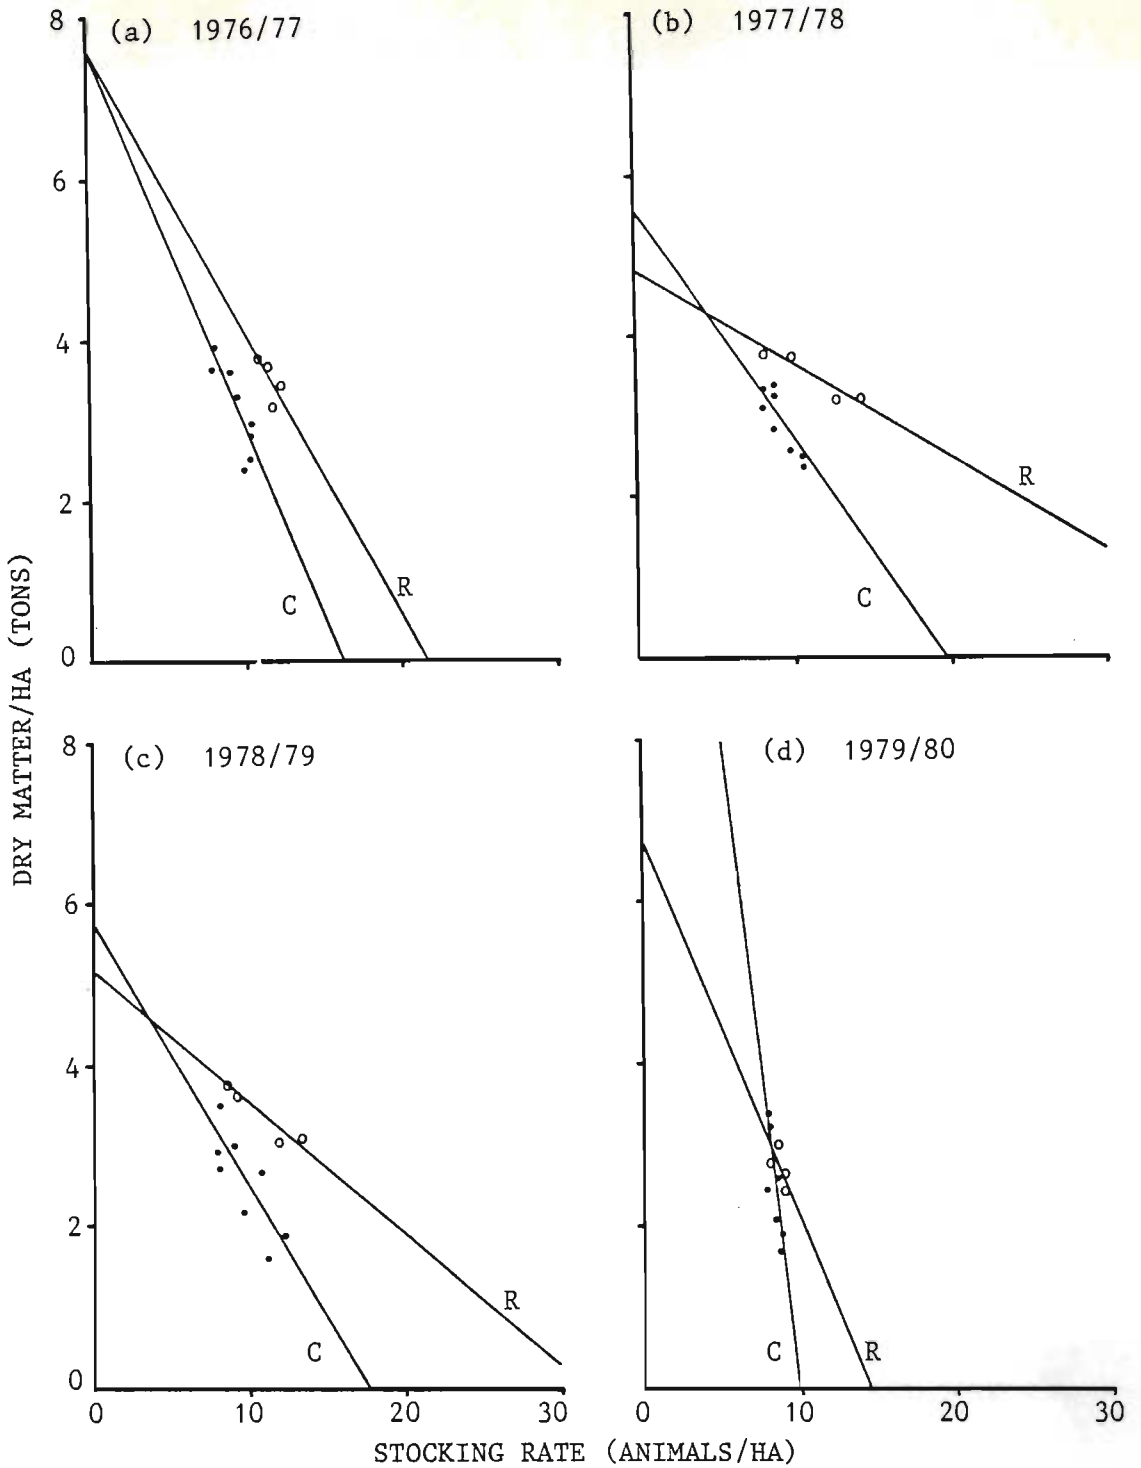 (a) 1976/77
(b) 1977/78
8
6
4
2
0
C
R
C
R
(c) 1978/79
(d) 1979/80
8
6
4
2
0
C
R
C
R
0 10 20 30
0 10 20 30
DRY MATTER/HA (TONS)
STOCKING RATE (ANIMALS/HA)